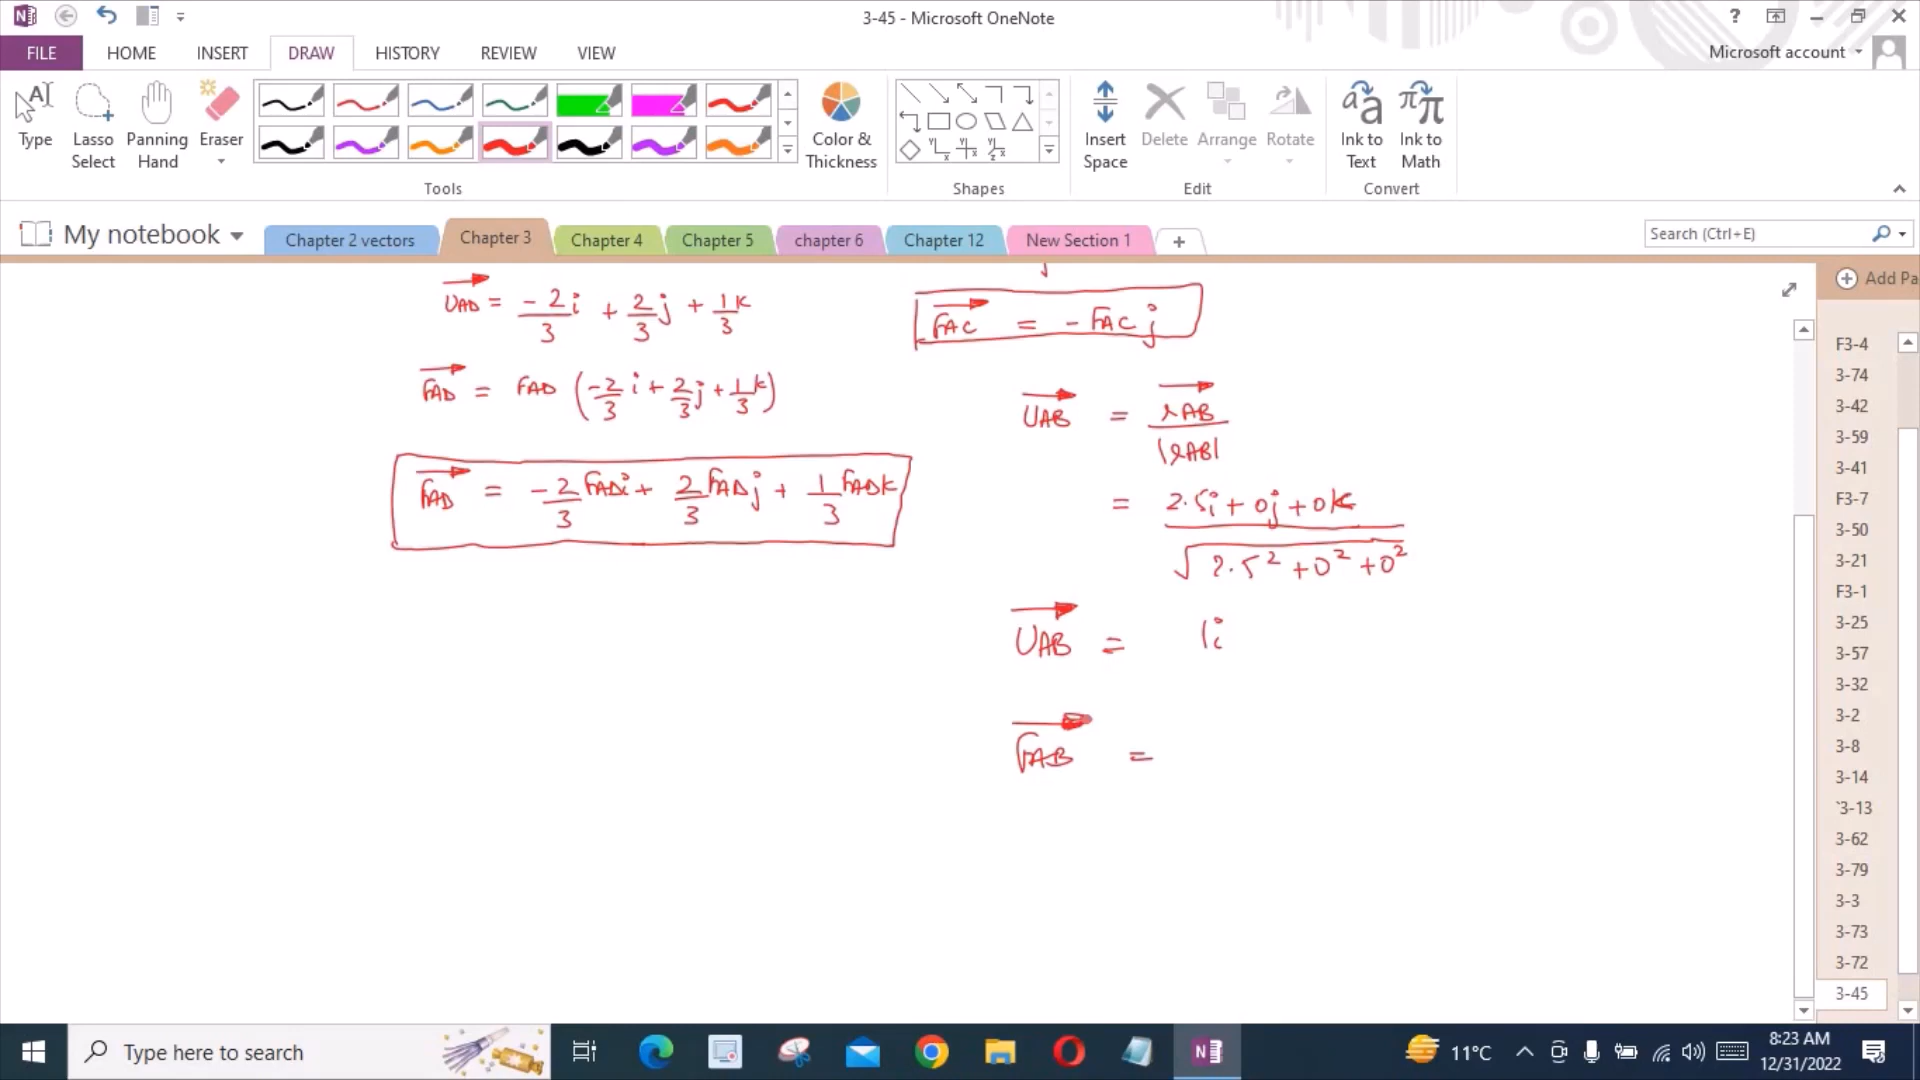 3-45 - Microsoft OneNote
?
FILE HOME INSERT DRAW HISTORY REVIEW VIEW
Microsoft account
Type
Lasso Select
Panning Hand
Eraser
Color & Thickness
Insert Space
Delete
Arrange
Rotate
Ink to Text
Ink to Math
Tools
Shapes
Edit
Convert
My notebook
Chapter 2 vectors
Chapter 3
Chapter 4
Chapter 5
chapter 6
Chapter 12
New Section 1
+
Search (Ctrl+E)
Add Pa
UAD = -2/3 i + 2/3 j + 1/3 k
FAD = FAD (-2/3 i + 2/3 j + 1/3 k)
FAD = -2/3 FADi + 2/3 FADj + 1/3 FADk
FAC = - FAC j
UAB = rAB / |rAB|
= 2.5i + 0j + 0k / √2.5² + 0² + 0²
UAB = 1i
FAB =
F3-4
3-74
3-42
3-59
3-41
F3-7
3-50
3-21
F3-1
3-25
3-57
3-32
3-2
3-8
3-14
`3-13
3-62
3-79
3-3
3-73
3-72
3-45
Type here to search
11°C
8:23 AM
12/31/2022